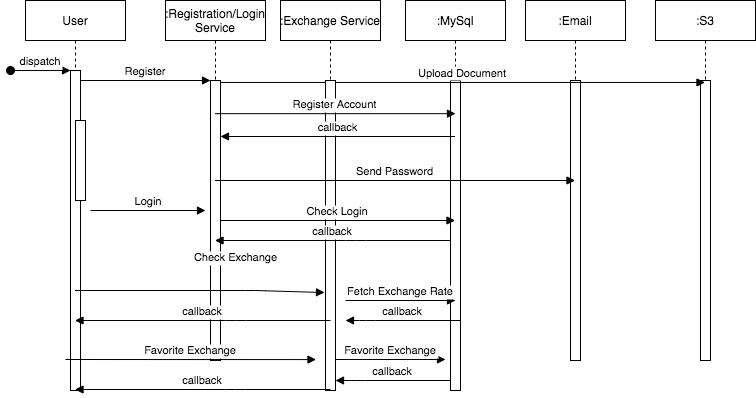 User
:Registration/Login
Service
:Exchange Service
:MySql
:Email
:S3
dispatch
Register
Upload Document
Register Account
callback
Send Password
Login
Check Login
callback
Check Exchange
Fetch Exchange Rate
callback
callback
Favorite Exchange
Favorite Exchange
callback
callback